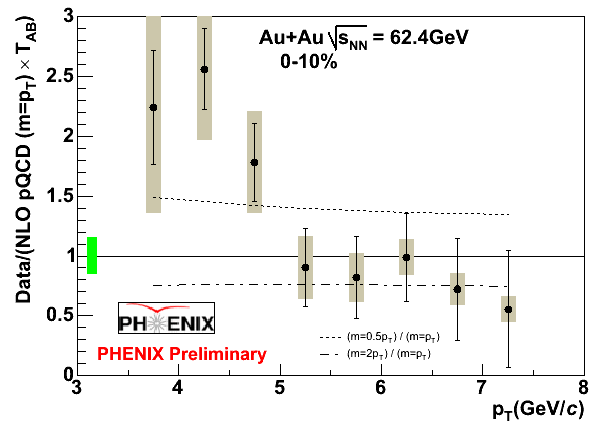 Au+Au √s_NN = 62.4GeV
0-10%
Data/(NLO pQCD (m=p_T) × T_AB)
3
2.5
2
1.5
1
0.5
0
PHENIX
PHENIX Preliminary
(m=0.5p_T) / (m=p_T)
(m=2p_T) / (m=p_T)
3 4 5 6 7 8
p_T(GeV/c)